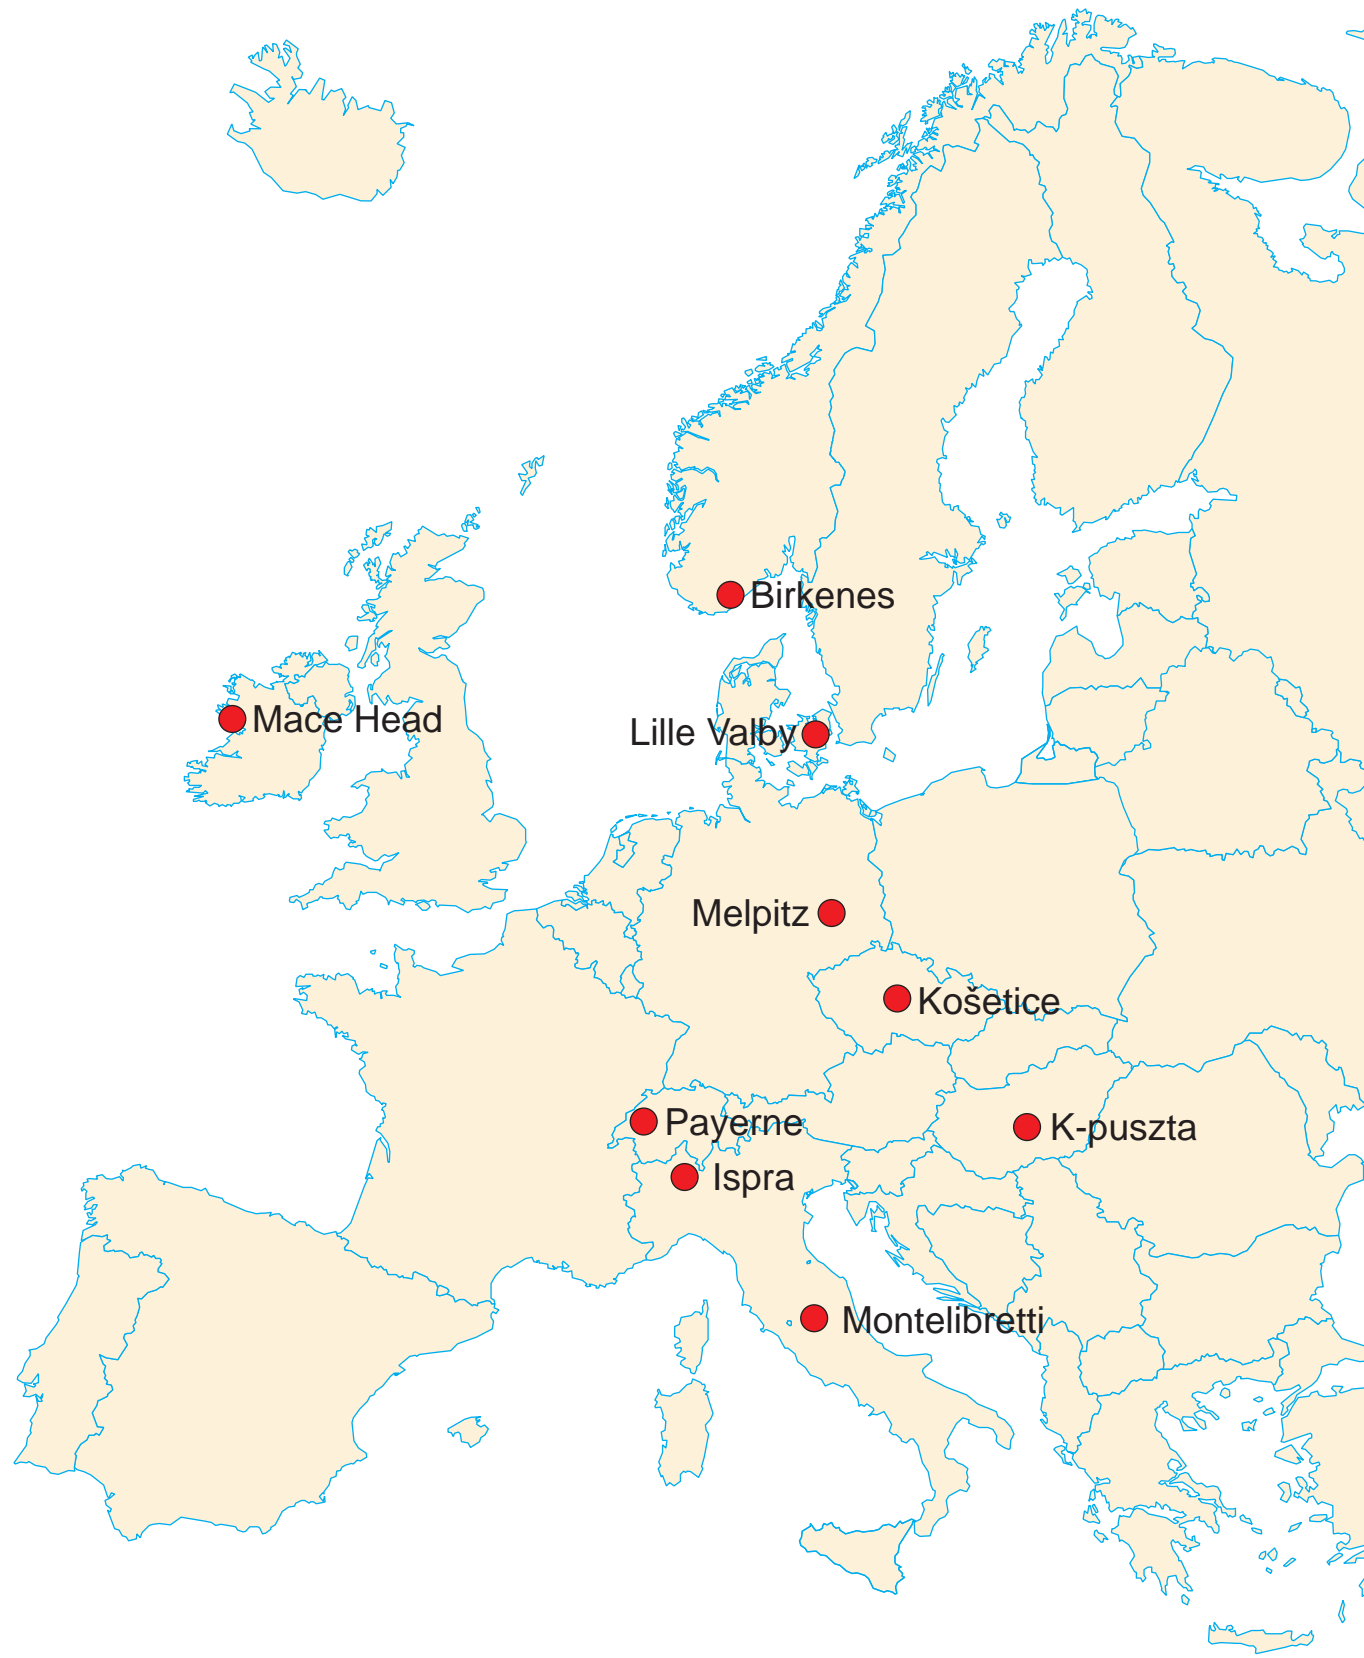 Birkenes
Mace Head
Lille Valby
Melpitz
Košetice
Payerne
K-puszta
Ispra
Montelibretti